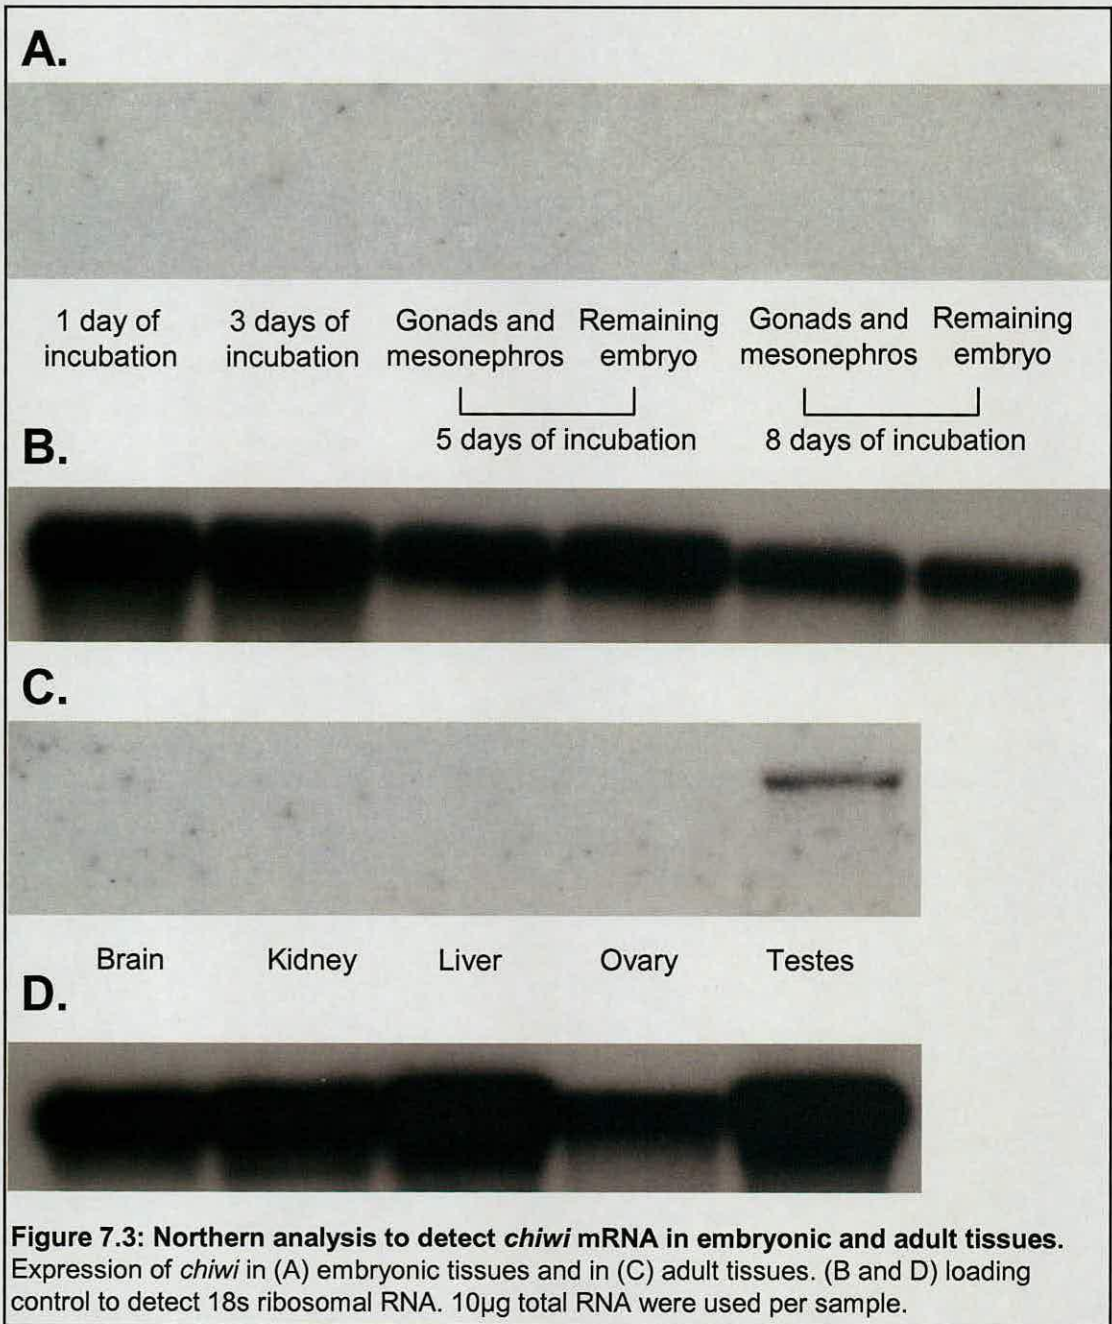 A.
1 day of incubation
3 days of incubation
Gonads and mesonephros
Remaining embryo
Gonads and mesonephros
Remaining embryo
5 days of incubation
8 days of incubation
B.
C.
Brain Kidney Liver Ovary Testes
D.
Figure 7.3: Northern analysis to detect chiwi mRNA in embryonic and adult tissues.
Expression of chiwi in (A) embryonic tissues and in (C) adult tissues. (B and D) loading
control to detect 18s ribosomal RNA. 10µg total RNA were used per sample.